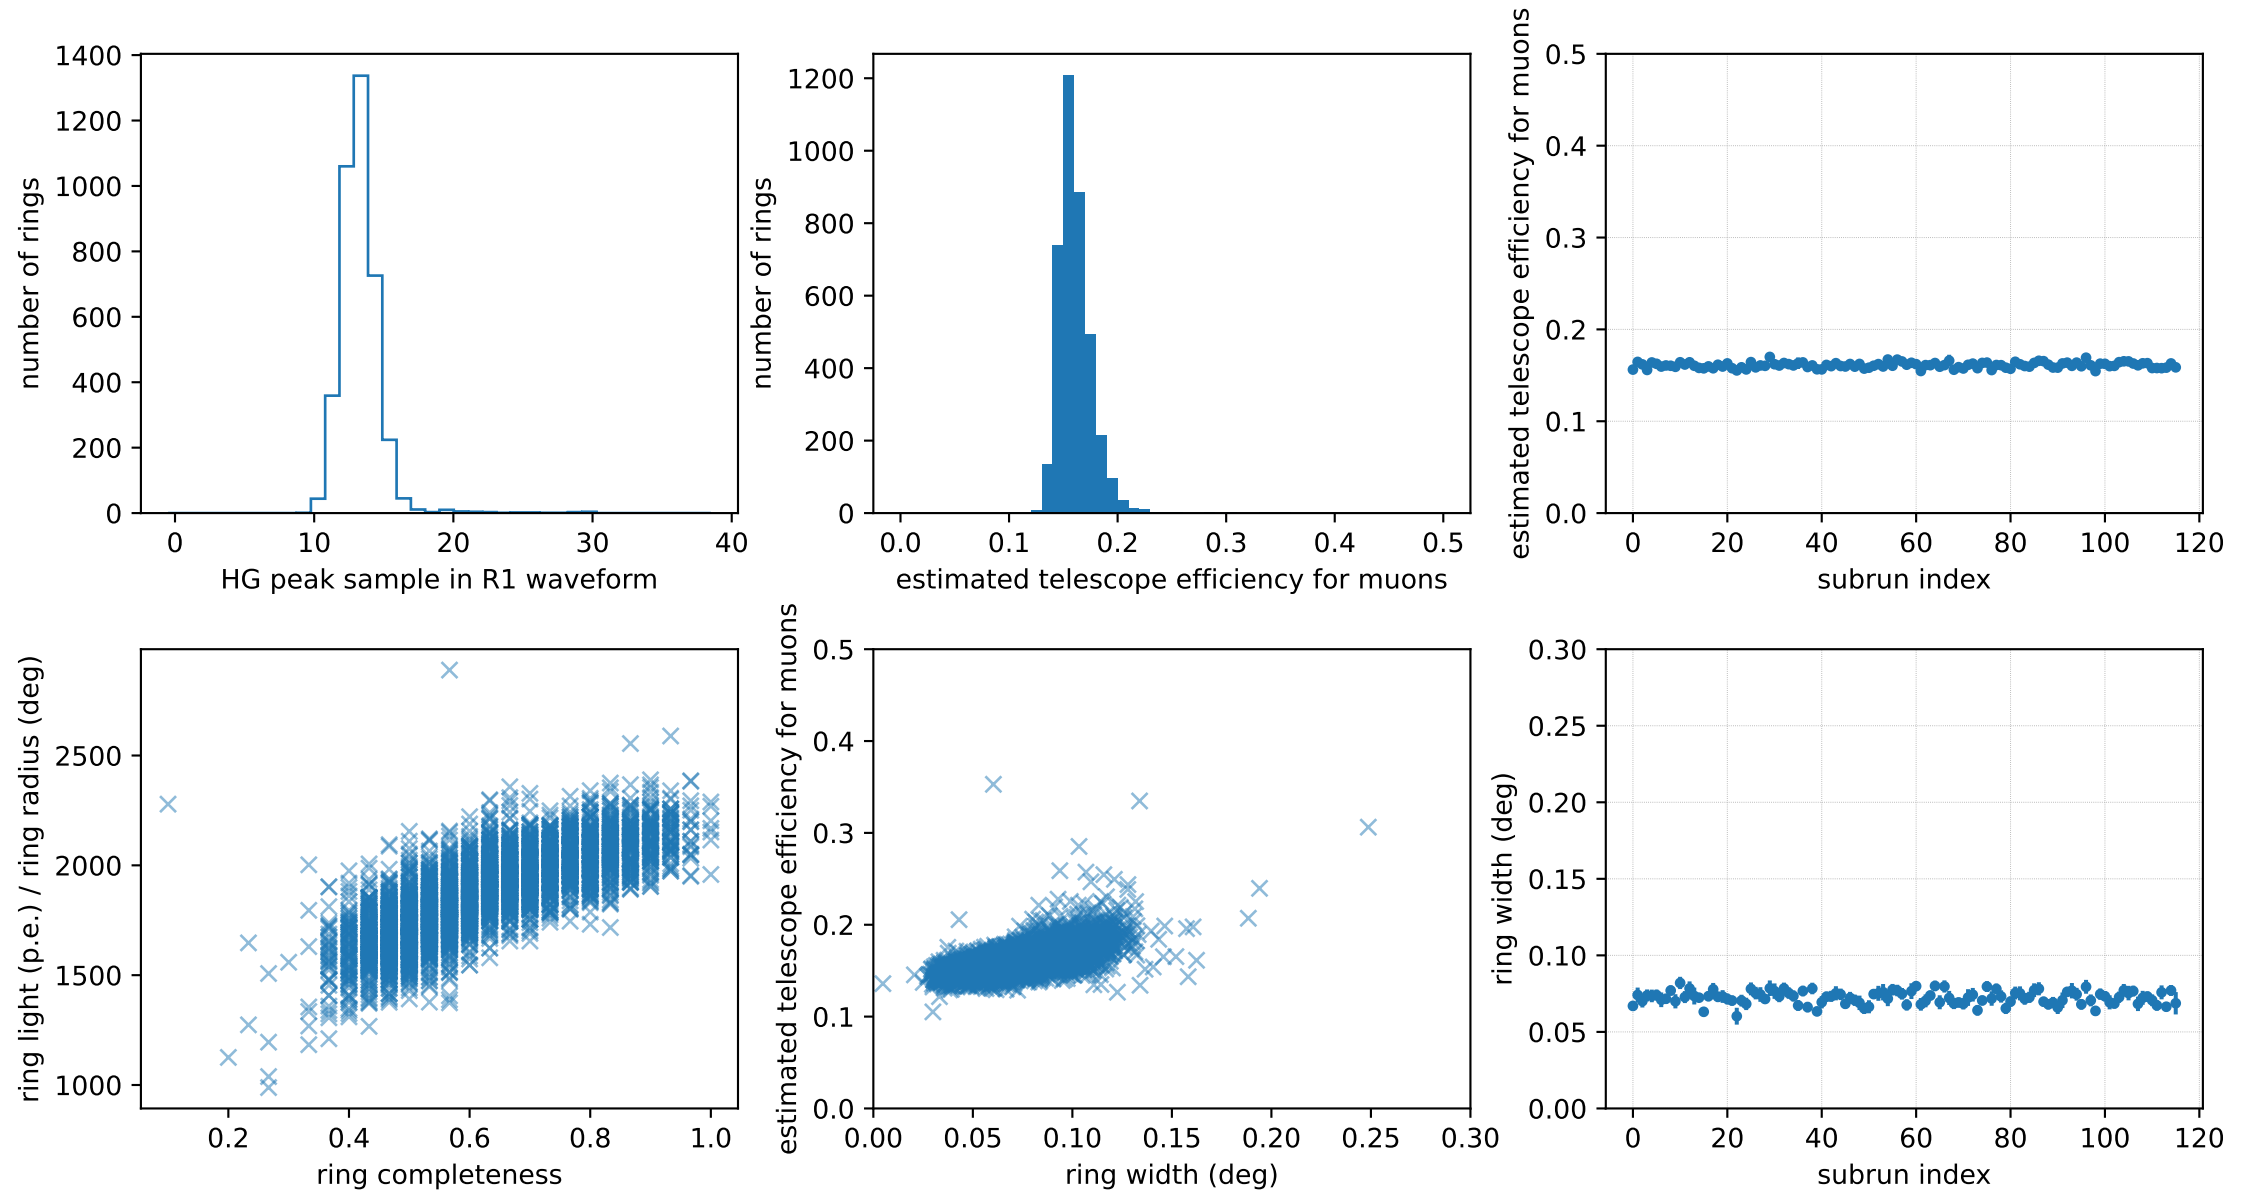 number of rings
1400
1200
1000
800
600
400
200
0
0 10 20 30 40
HG peak sample in R1 waveform
number of rings
1200
1000
800
600
400
200
0
0.0 0.1 0.2 0.3 0.4 0.5
estimated telescope efficiency for muons
estimated telescope efficiency for muons
0.5
0.4
0.3
0.2
0.1
0.0
0 20 40 60 80 100 120
subrun index
ring light (p.e.) / ring radius (deg)
2500
2000
1500
1000
0.2 0.4 0.6 0.8 1.0
ring completeness
estimated telescope efficiency for muons
0.5
0.4
0.3
0.2
0.1
0.0
0.00 0.05 0.10 0.15 0.20 0.25 0.30
ring width (deg)
ring width (deg)
0.30
0.25
0.20
0.15
0.10
0.05
0.00
0 20 40 60 80 100 120
subrun index